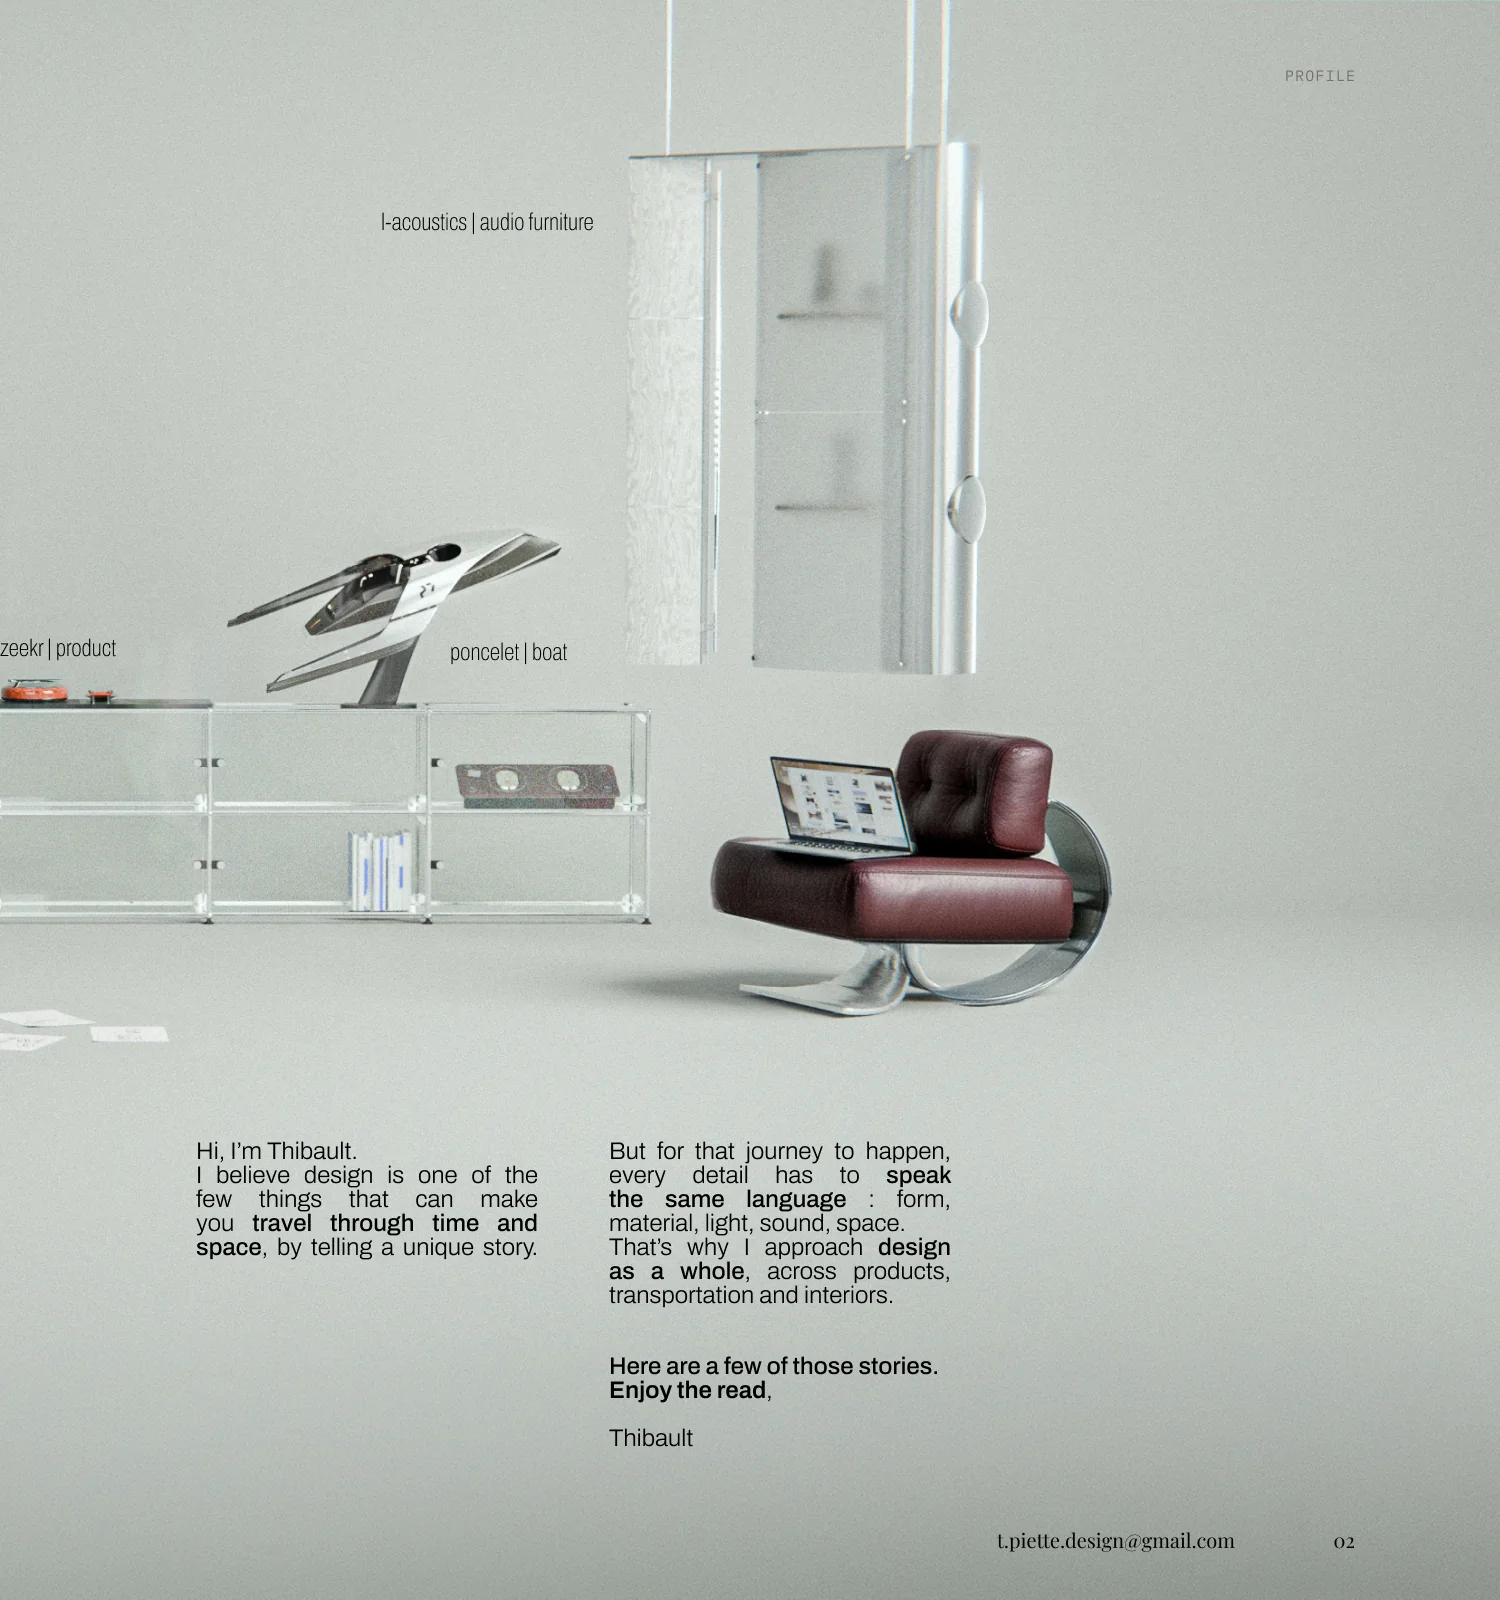 PROFILE
l-acoustics | audio furniture
zeekr | product
poncelet | boat
27
Hi, I’m Thibault.
I believe design is one of the
few things that can make
you travel through time and
space, by telling a unique story.
But for that journey to happen,
every detail has to speak
the same language : form,
material, light, sound, space.
That’s why I approach design
as a whole, across products,
transportation and interiors.
Here are a few of those stories.
Enjoy the read,
Thibault
t.piette.design@gmail.com
02